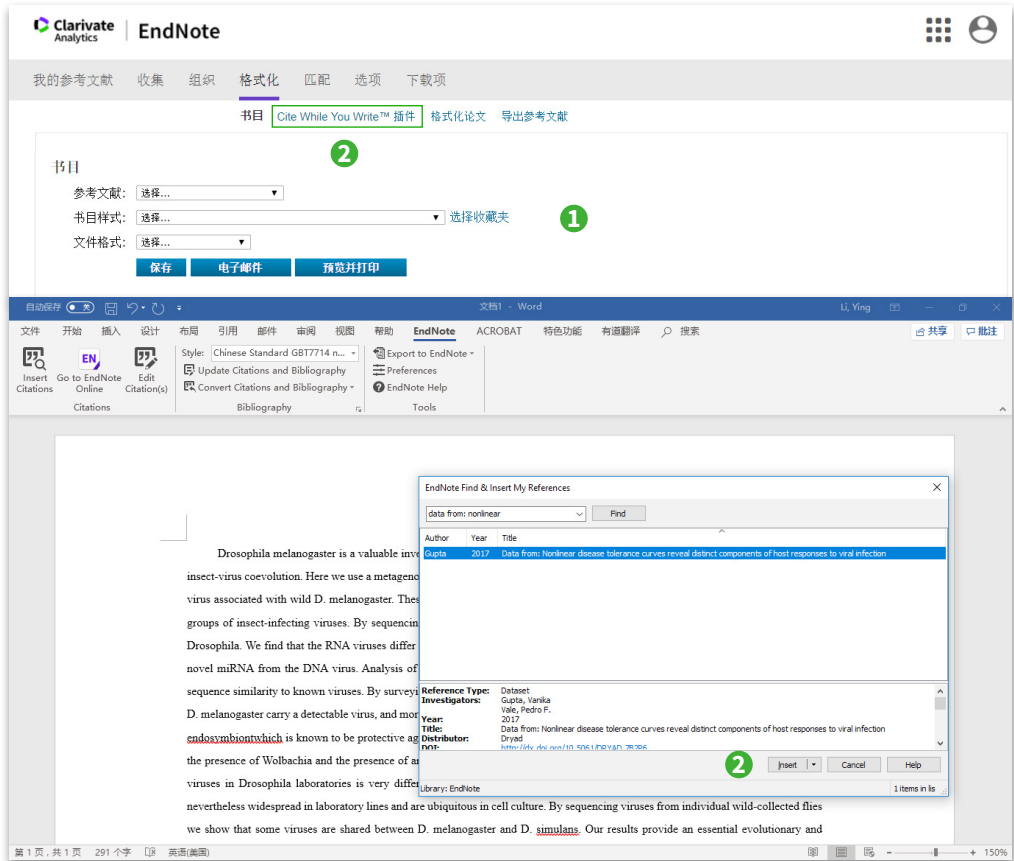 Clarivate
Analytics
EndNote
我的参考文献 收集 组织 格式化 匹配 选项 下载项
书目 Cite While You Write™ 插件 格式化论文 导出参考文献
2
书目
参考文献: 选择...
书目样式: 选择... 选择收藏夹
1
文件格式: 选择...
保存 电子邮件 预览并打印
自动保存 关 文档1 - Word Li, Ying
文件 开始 插入 设计 布局 引用 邮件 审阅 视图 帮助 EndNote ACROBAT 特色功能 有道翻译 搜索 共享 批注
Style: Chinese Standard GBT7714 n... Export to EndNote
EN
Update Citations and Bibliography Preferences
Insert Citations Go to EndNote Online Edit Citation(s)
Convert Citations and Bibliography EndNote Help
Citations Bibliography Tools
EndNote Find & Insert My References
data from: nonlinear Find
Author Year Title
Gupta 2017 Data from: Nonlinear disease tolerance curves reveal distinct components of host responses to viral infection
Drosophila melanogaster is a valuable inve
insect-virus coevolution. Here we use a metageno
virus associated with wild D. melanogaster. Thes
groups of insect-infecting viruses. By sequencin
Drosophila. We find that the RNA viruses differ
novel miRNA from the DNA virus. Analysis of
sequence similarity to known viruses. By surveyi
D. melanogaster carry a detectable virus, and mor
endosymbiontwhich is known to be protective ag
the presence of Wolbachia and the presence of ar
viruses in Drosophila laboratories is very differ
nevertheless widespread in laboratory lines and are ubiquitous in cell culture. By sequencing viruses from individual wild-collected flies
we show that some viruses are shared between D. melanogaster and D. simulans. Our results provide an essential evolutionary and
Reference Type: Dataset
Investigators: Gupta, Vanika
Vale, Pedro F.
Year: 2017
Title: Data from: Nonlinear disease tolerance curves reveal distinct components of host responses to viral infection
Distributor: Dryad
DOI: http://dx.doi.org/10.5061/DRYAD.7B2P6
2
Insert Cancel Help
Library: EndNote 1 items in lis
第 1 页，共 1 页 291 个字 英语(美国) 150%